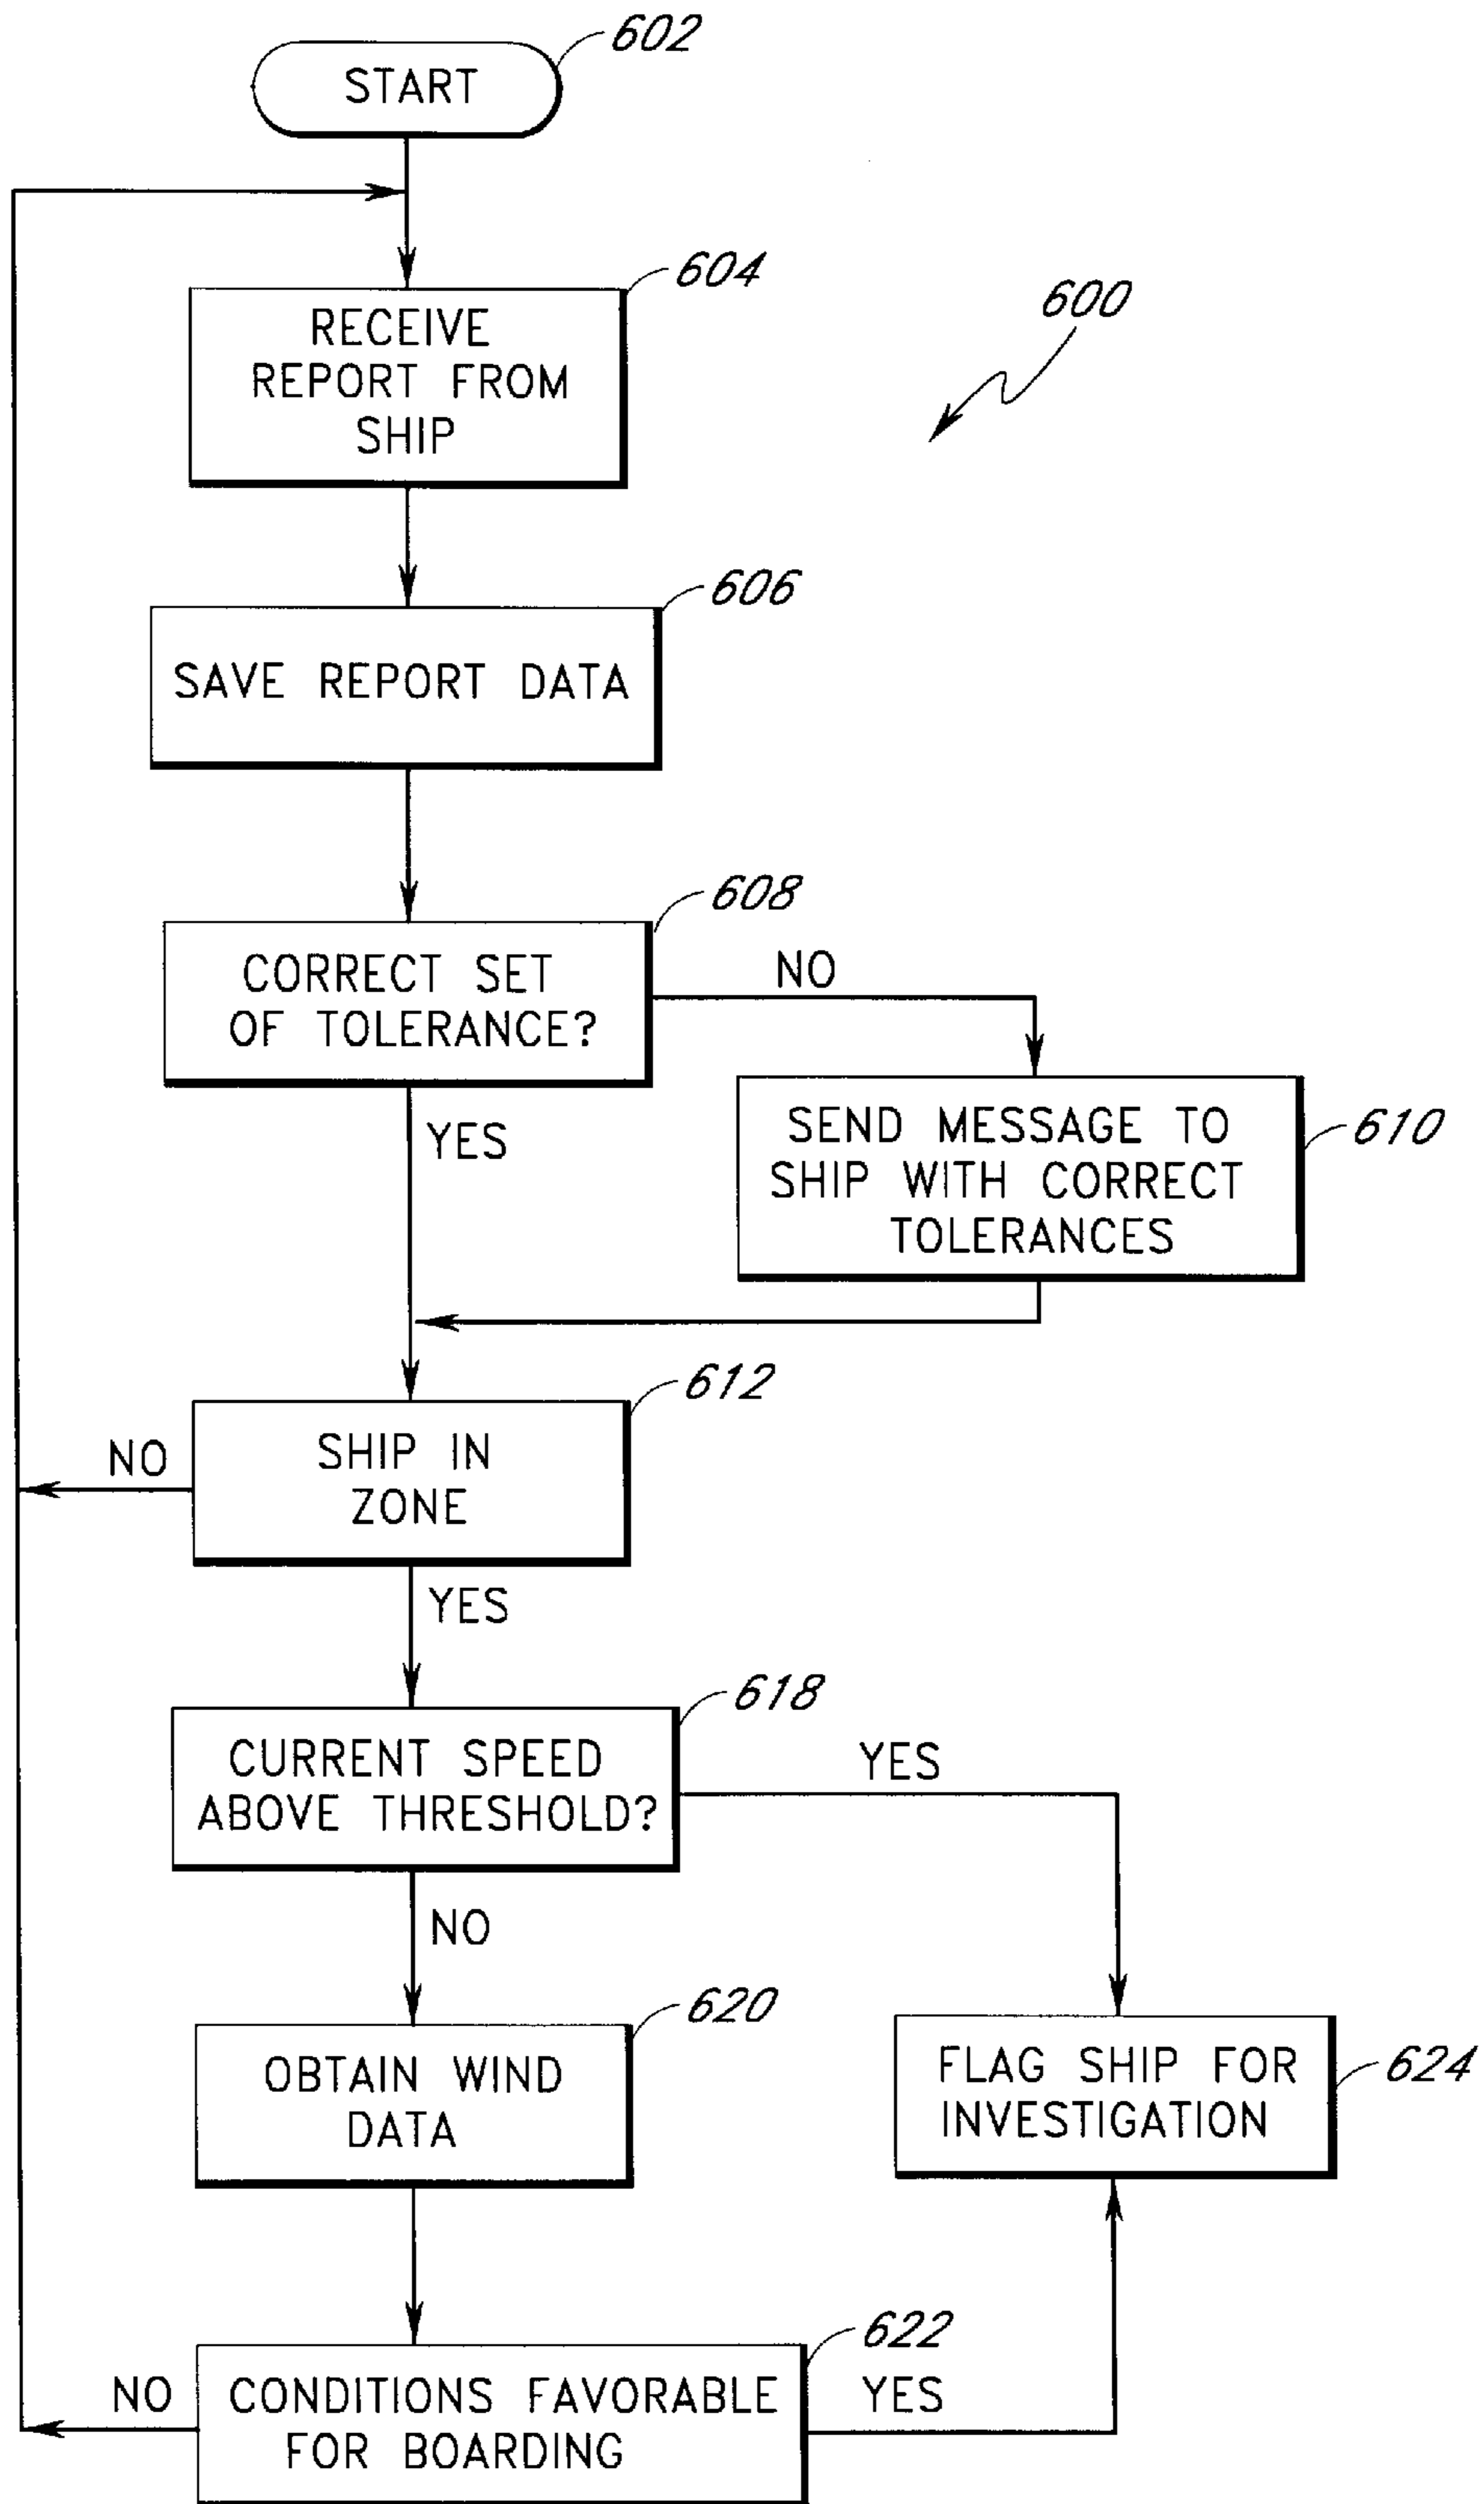 602
START
604
RECEIVE
REPORT FROM
SHIP
600
606
SAVE REPORT DATA
608
CORRECT SET
OF TOLERANCE?
NO
YES
SEND MESSAGE TO
SHIP WITH CORRECT
TOLERANCES
610
612
SHIP IN
ZONE
NO
YES
618
CURRENT SPEED
ABOVE THRESHOLD?
YES
NO
620
OBTAIN WIND
DATA
FLAG SHIP FOR
INVESTIGATION
624
622
NO
CONDITIONS FAVORABLE
FOR BOARDING
YES